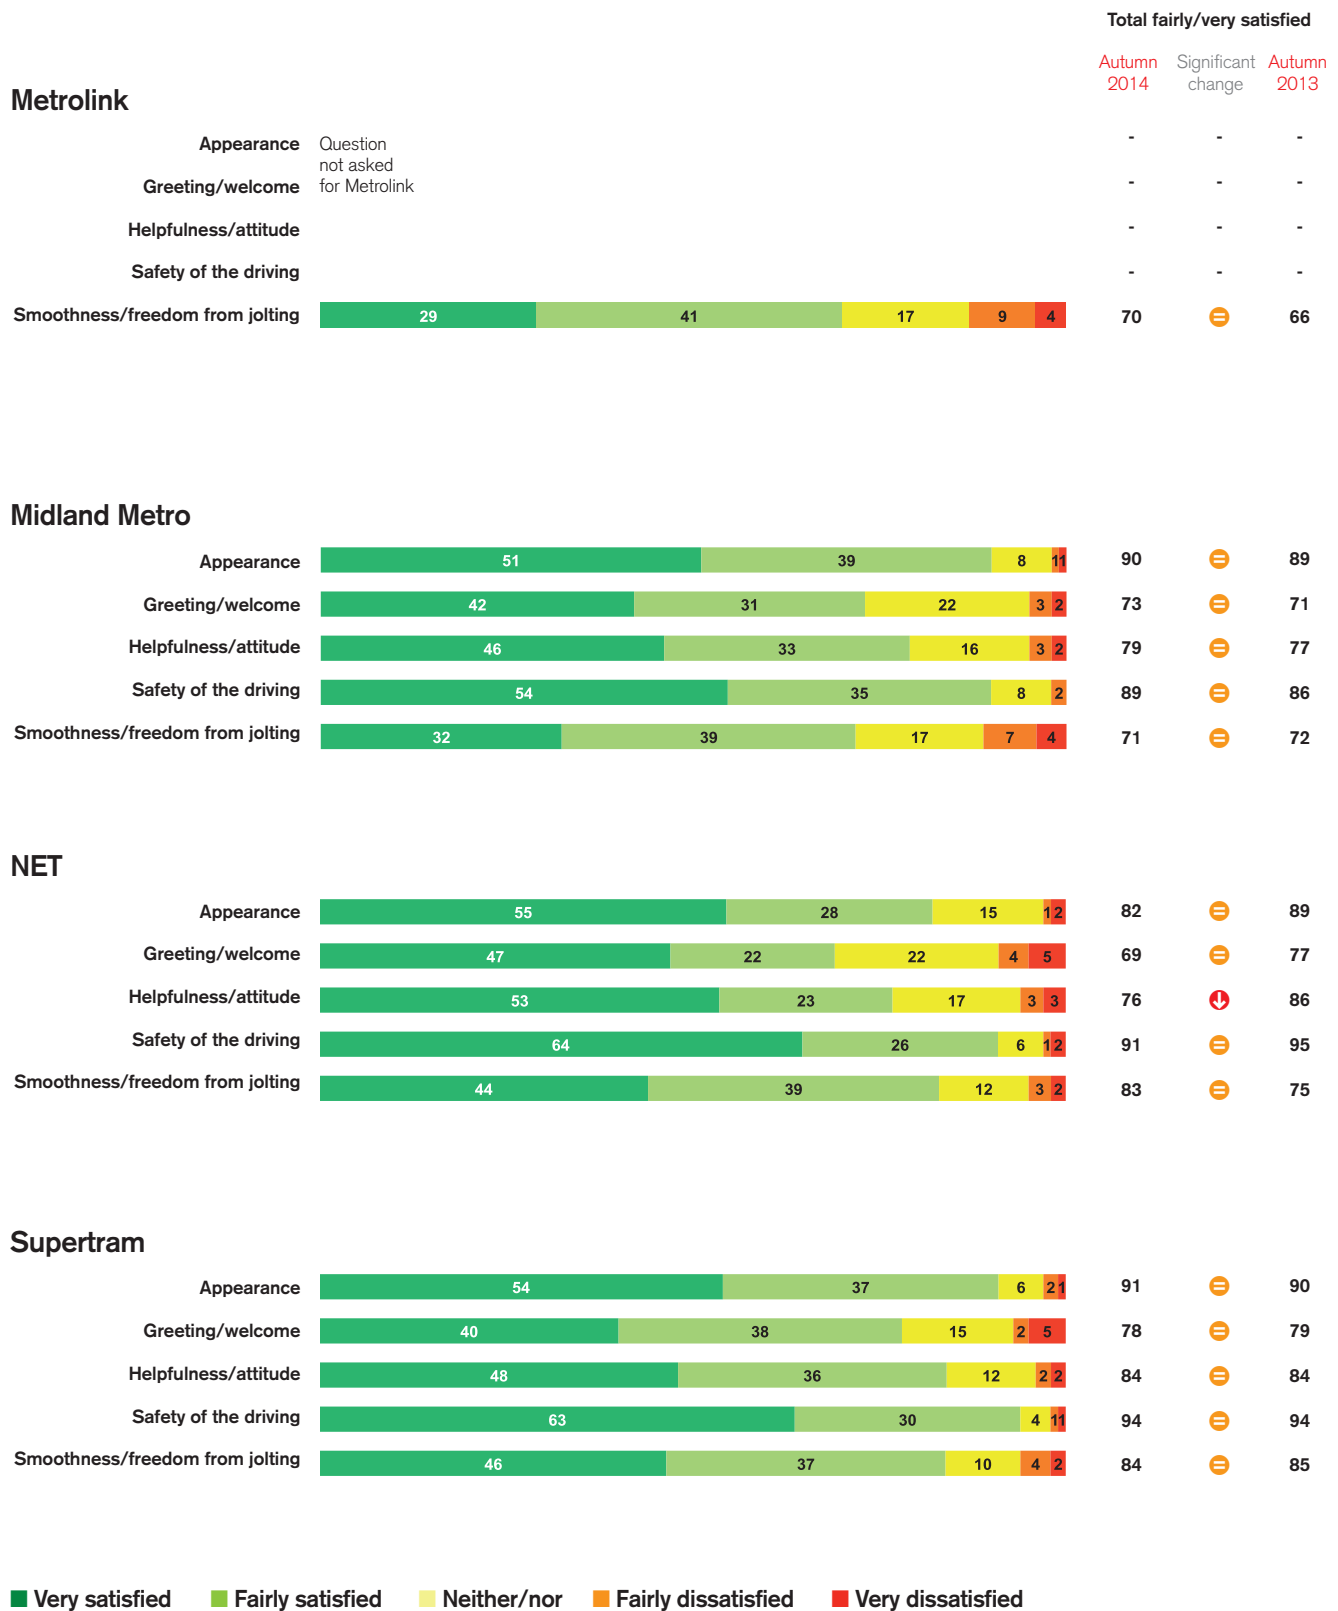 Total fairly/very satisfied
Autumn 2014 Significant change Autumn 2013
Metrolink
Appearance Question - - -
not asked
Greeting/welcome for Metrolink - - -
Helpfulness/attitude - - -
Safety of the driving - - -
Smoothness/freedom from jolting 29 41 17 9 4 70 = 66
Midland Metro
Appearance 51 39 8 1 1 90 = 89
Greeting/welcome 42 31 22 3 2 73 = 71
Helpfulness/attitude 46 33 16 3 2 79 = 77
Safety of the driving 54 35 8 2 89 = 86
Smoothness/freedom from jolting 32 39 17 7 4 71 = 72
NET
Appearance 55 28 15 1 2 82 = 89
Greeting/welcome 47 22 22 4 5 69 = 77
Helpfulness/attitude 53 23 17 3 3 76 ↓ 86
Safety of the driving 64 26 6 1 2 91 = 95
Smoothness/freedom from jolting 44 39 12 3 2 83 = 75
Supertram
Appearance 54 37 6 2 1 91 = 90
Greeting/welcome 40 38 15 2 5 78 = 79
Helpfulness/attitude 48 36 12 2 2 84 = 84
Safety of the driving 63 30 4 1 1 94 = 94
Smoothness/freedom from jolting 46 37 10 4 2 84 = 85
Very satisfied Fairly satisfied Neither/nor Fairly dissatisfied Very dissatisfied